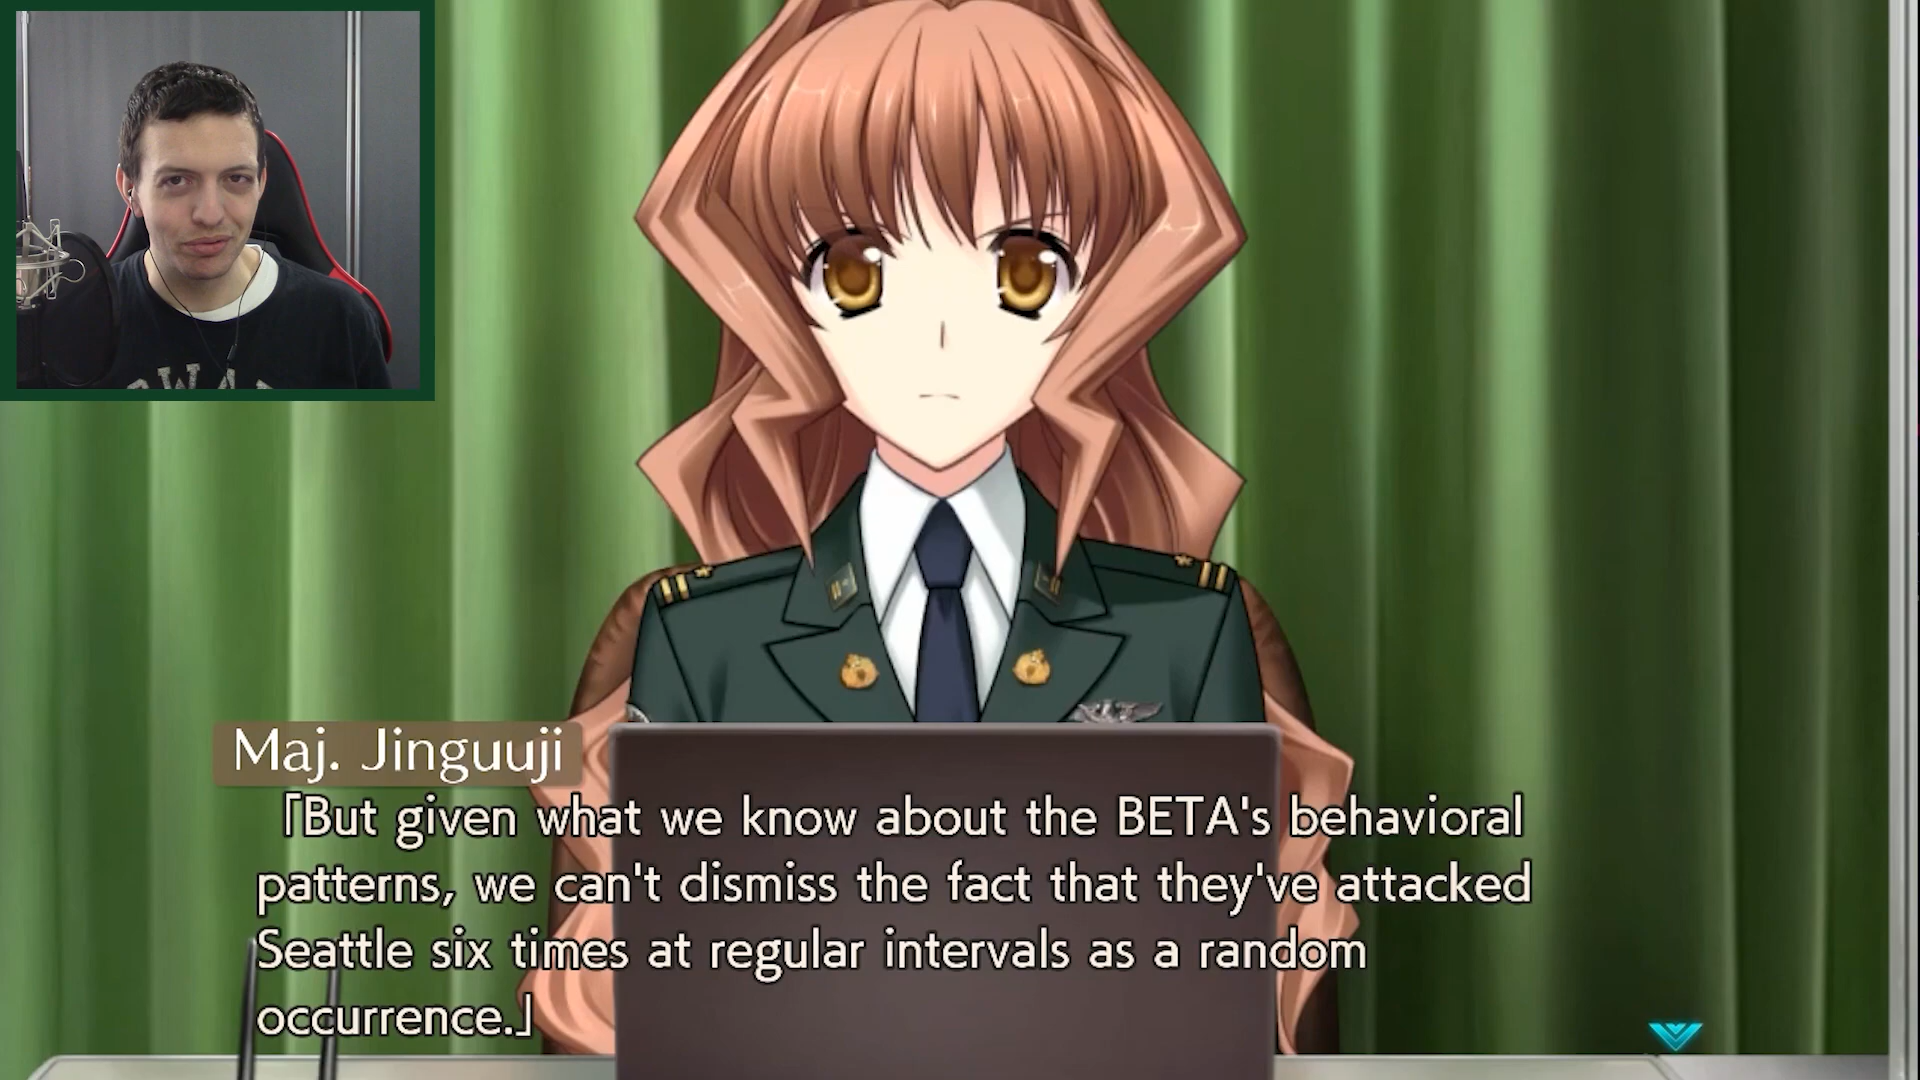 Maj. Jinguuji
「But given what we know about the BETA's behavioral
patterns, we can't dismiss the fact that they've attacked
Seattle six times at regular intervals as a random
occurrence.」